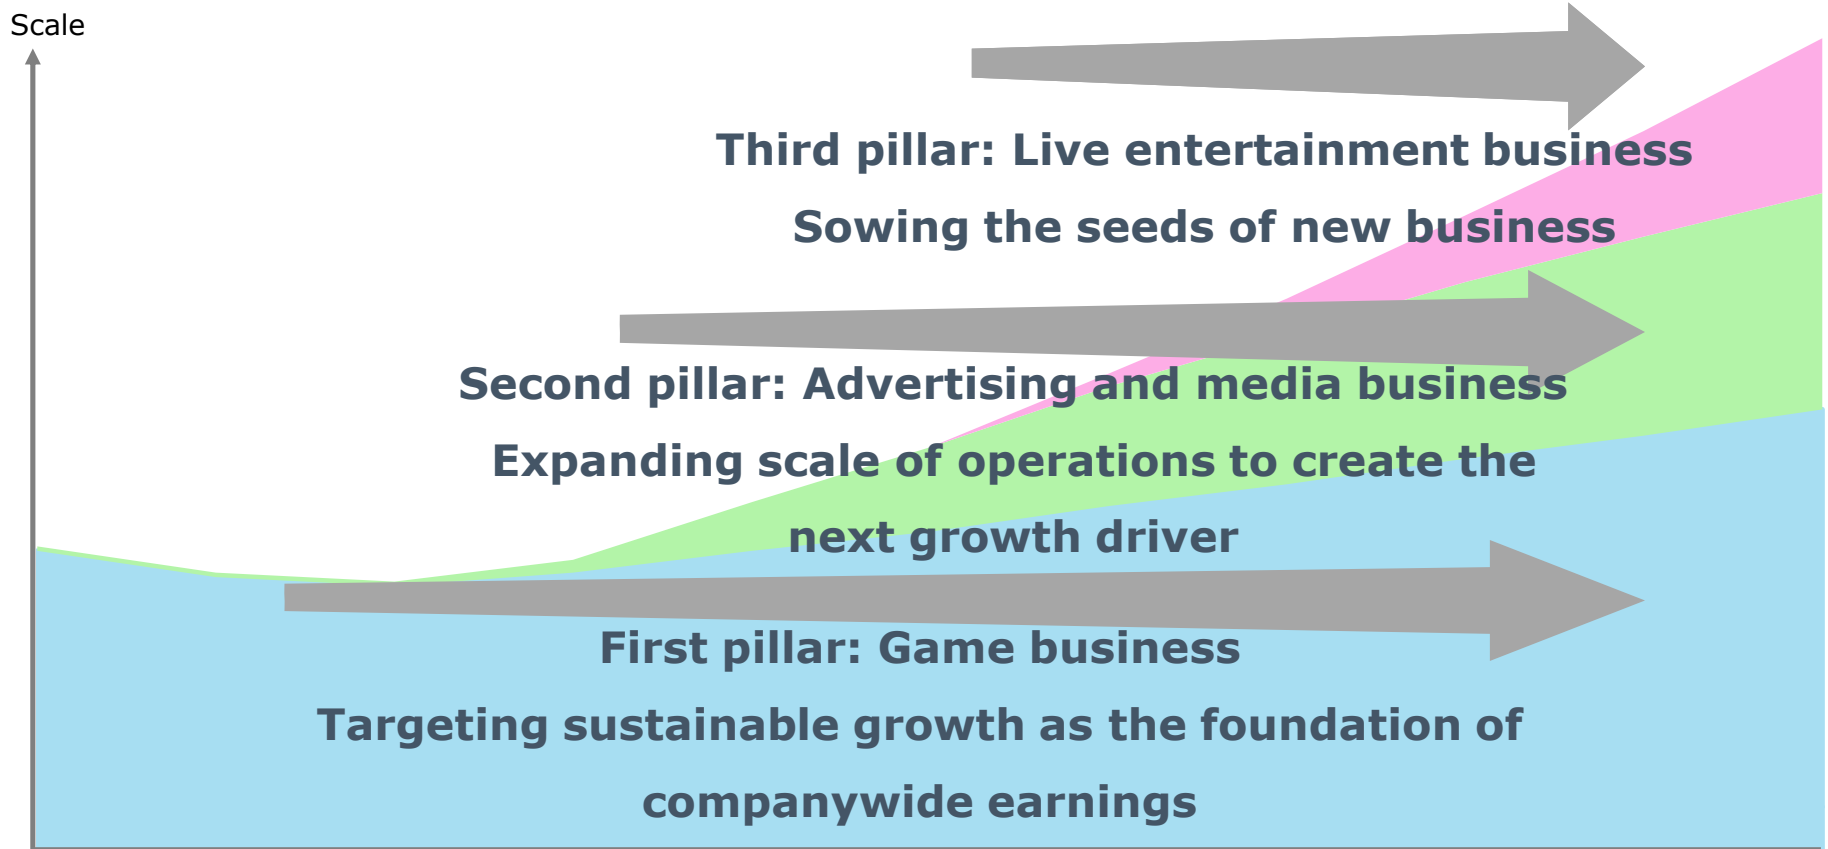 Scale
Third pillar: Live entertainment business
Sowing the seeds of new business
Second pillar: Advertising and media business
Expanding scale of operations to create the
next growth driver
First pillar: Game business
Targeting sustainable growth as the foundation of
companywide earnings